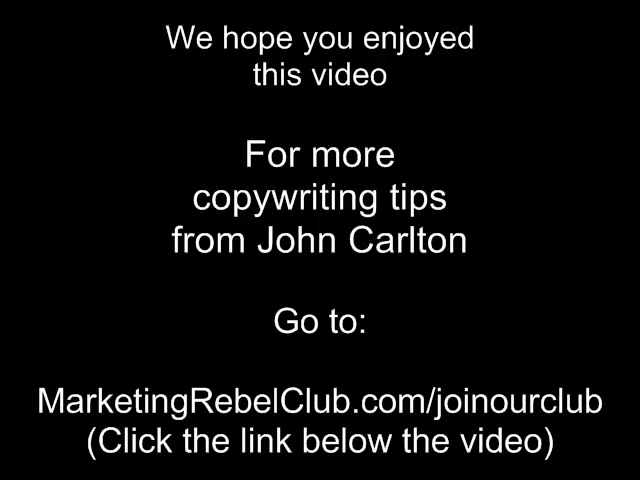 We hope you enjoyed
this video
For more
copywriting tips
from John Carlton
Go to:
MarketingRebelClub.com/joinourclub
(Click the link below the video)